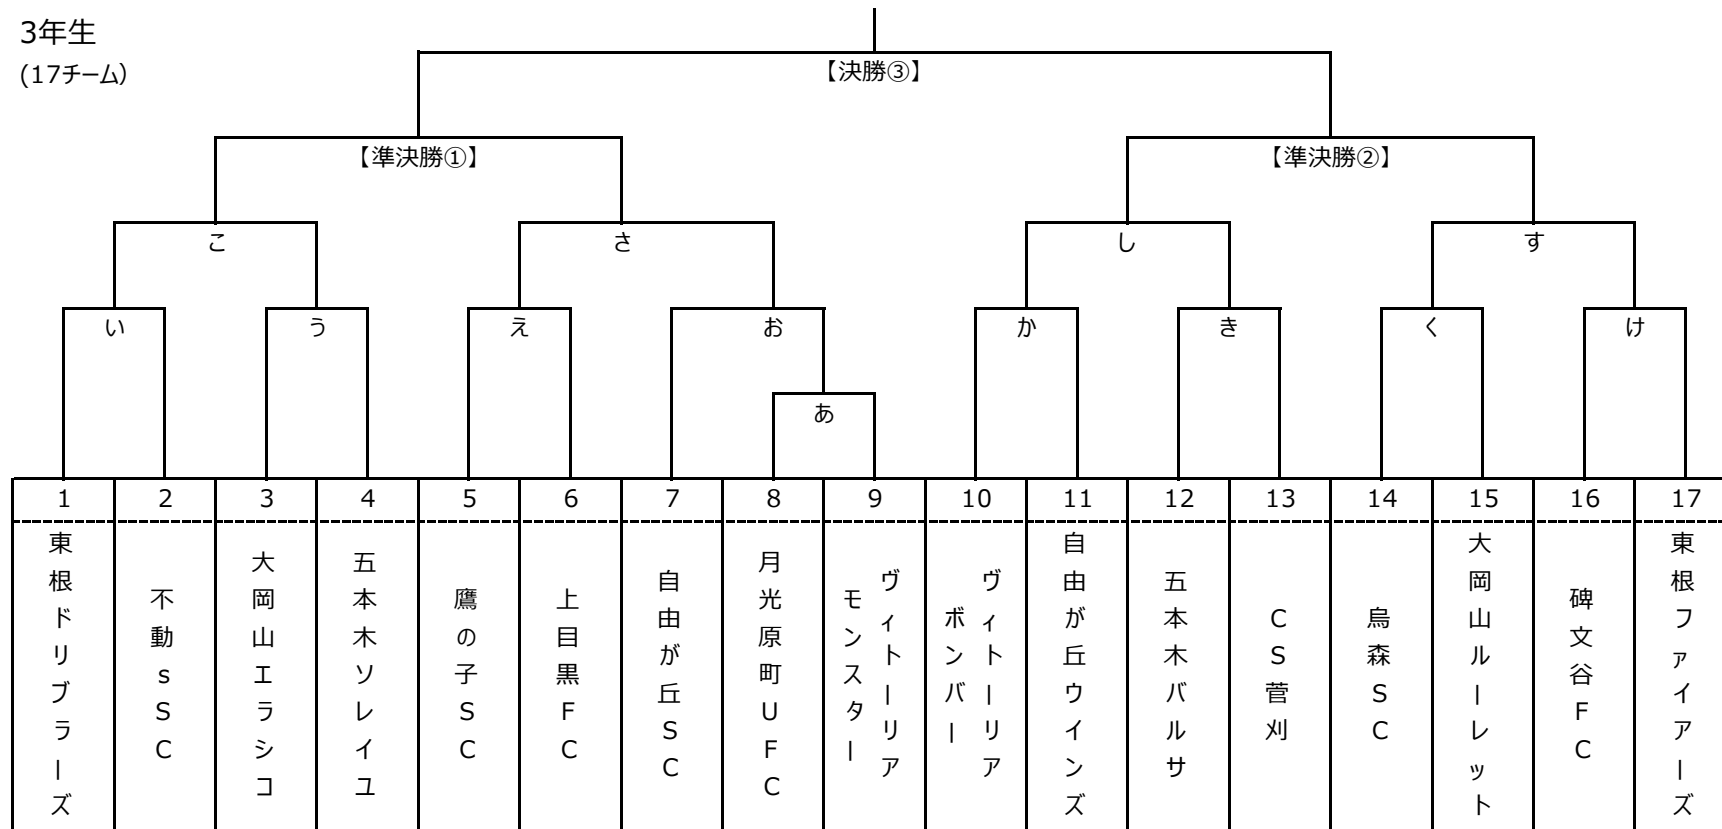 3年生
(17チーム)
【決勝③】
【準決勝①】
【準決勝②】
こ
さ
し
す
い
う
え
お
か
き
く
け
あ
1
2
3
4
5
6
7
8
9
10
11
12
13
14
15
16
17
東根ドリブラーズ
不動sSC
大岡山エラシコ
五本木ソレイユ
鷹の子SC
上目黒FC
自由が丘SC
月光原町UFC
ヴィトーリア
モンスター
ヴィトーリア
ボンバー
自由が丘ウインズ
五本木バルサ
CS菅刈
烏森SC
大岡山ルーレット
碑文谷FC
東根ファイアーズ